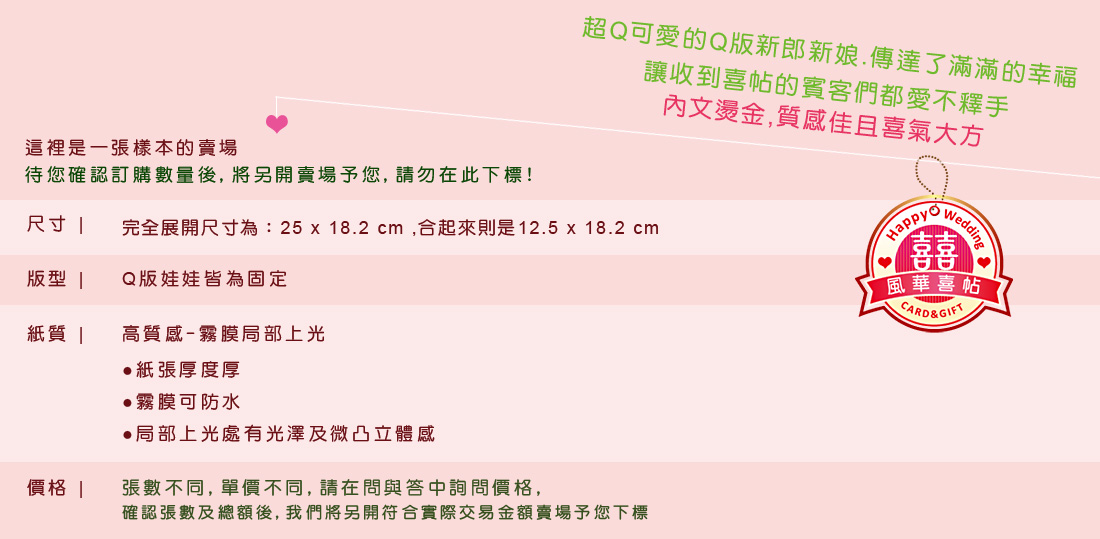 超Q可愛的Q版新郎新娘.傳達了滿滿的幸福
讓收到喜帖的賓客們都愛不釋手
內文燙金,質感佳且喜氣大方
這裡是一張樣本的賣場
待您確認訂購數量後,將另開賣場予您,請勿在此下標!
尺寸 | 完全展開尺寸為：25 x 18.2 cm ,合起來則是12.5 x 18.2 cm
Happy Wedding
囍
風華喜帖
CARD&GIFT
版型 | Q版娃娃皆為固定
紙質 | 高質感-霧膜局部上光
●紙張厚度厚
●霧膜可防水
●局部上光處有光澤及微凸立體感
價格 | 張數不同,單價不同,請在問與答中詢問價格,
確認張數及總額後,我們將另開符合實際交易金額賣場予您下標